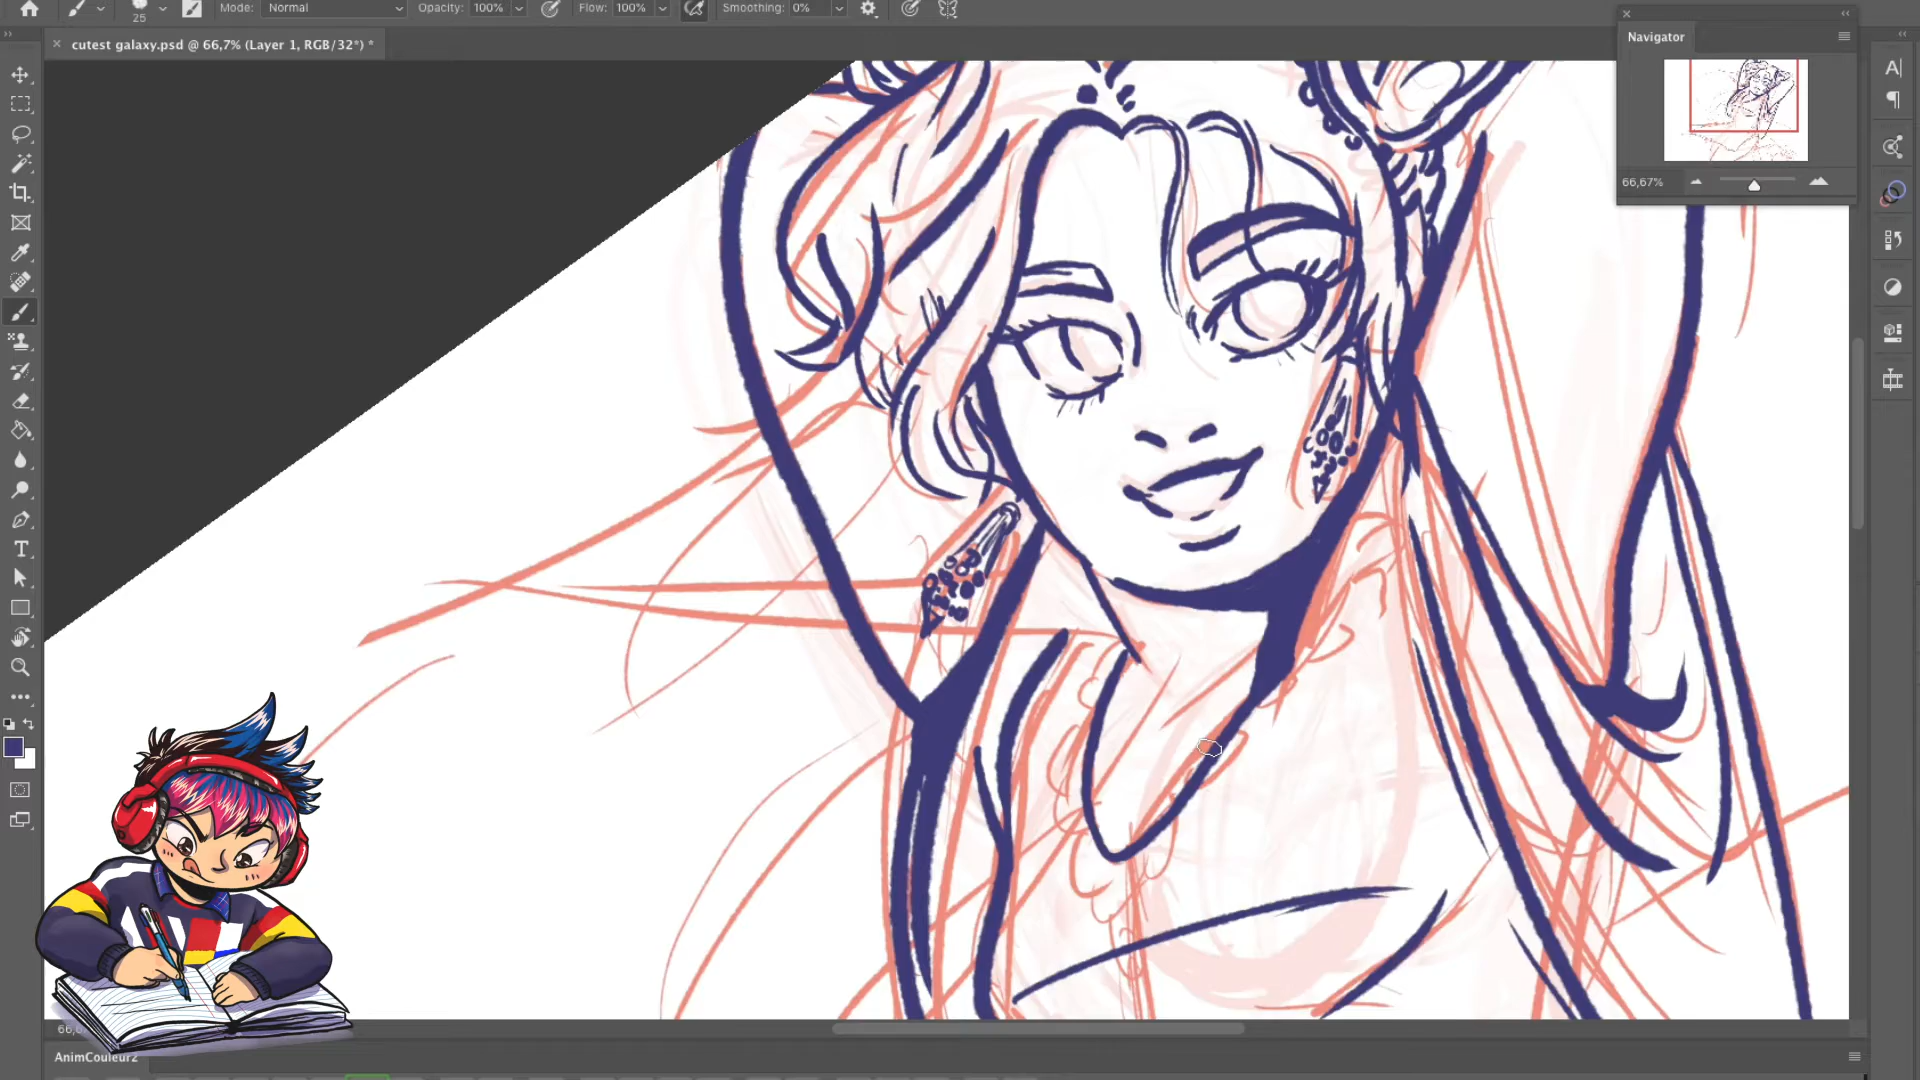 25
Mode: Normal Opacity: 100% Flow: 100% Smoothing: 0%
cutest galaxy.psd @ 66,7% (Layer 1, RGB/32*) *
Navigator
66,67%
AnimCouleur2